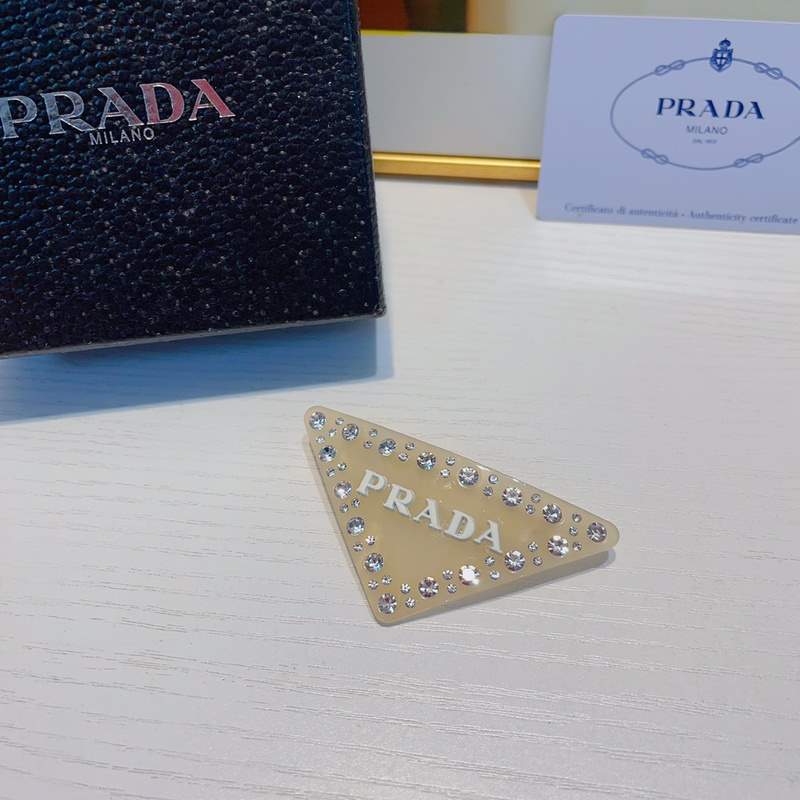 PRADA
MILANO
PRADA
MILANO
DAL 1913
Certificato di autenticità • Authenticity certificate
PRADA